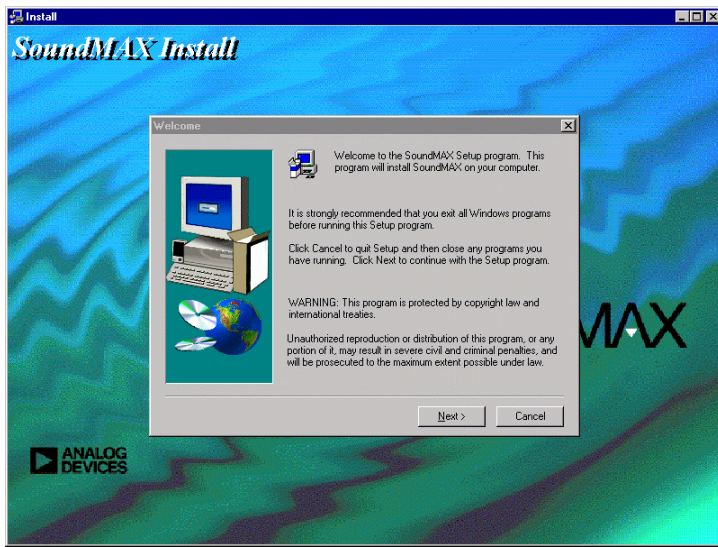 Install
SoundMAX Install
Welcome
Welcome to the SoundMAX Setup program. This
program will install SoundMAX on your computer.
It is strongly recommended that you exit all Windows programs
before running this Setup program.
Click Cancel to quit Setup and then close any programs you
have running. Click Next to continue with the Setup program.
WARNING: This program is protected by copyright law and
international treaties.
Unauthorized reproduction or distribution of this program, or any
portion of it, may result in severe civil and criminal penalties, and
will be prosecuted to the maximum extent possible under law.
Next >
Cancel
MAX
ANALOG
DEVICES